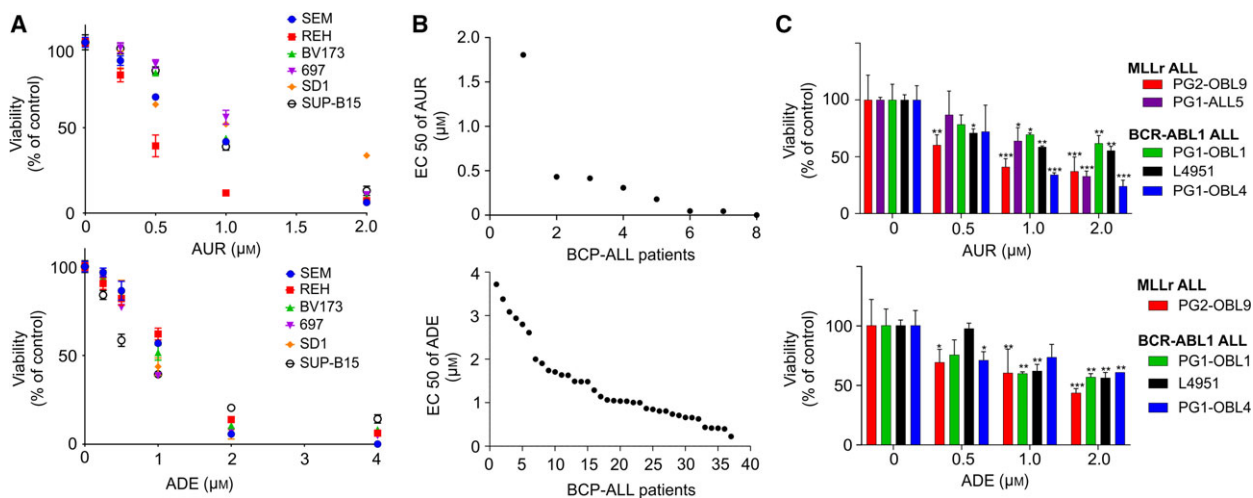 A
Viability
(% of control)
100
50
0
0
0.5
1.0
1.5
2.0
AUR (µM)
SEM
REH
BV173
697
SD1
SUP-B15
Viability
(% of control)
100
50
0
0
1
2
3
4
ADE (µM)
SEM
REH
BV173
697
SD1
SUP-B15
B
EC 50 of AUR
(µM)
2.0
1.5
1.0
0.5
0
0
2
4
6
8
BCP-ALL patients
EC 50 of ADE
(µM)
4
3
2
1
0
0
5
10
15
20
25
30
35
40
BCP-ALL patients
C
Viability
(% of control)
150
100
50
0
** * *** * * ** *** *** *** ** ** ***
0
0.5
1.0
2.0
AUR (µM)
MLLr ALL
PG2-OBL9
PG1-ALL5
BCR-ABL1 ALL
PG1-OBL1
L4951
PG1-OBL4
Viability
(% of control)
150
100
50
0
* * ** ** ** *** ** ** **
0
0.5
1.0
2.0
ADE (µM)
MLLr ALL
PG2-OBL9
BCR-ABL1 ALL
PG1-OBL1
L4951
PG1-OBL4